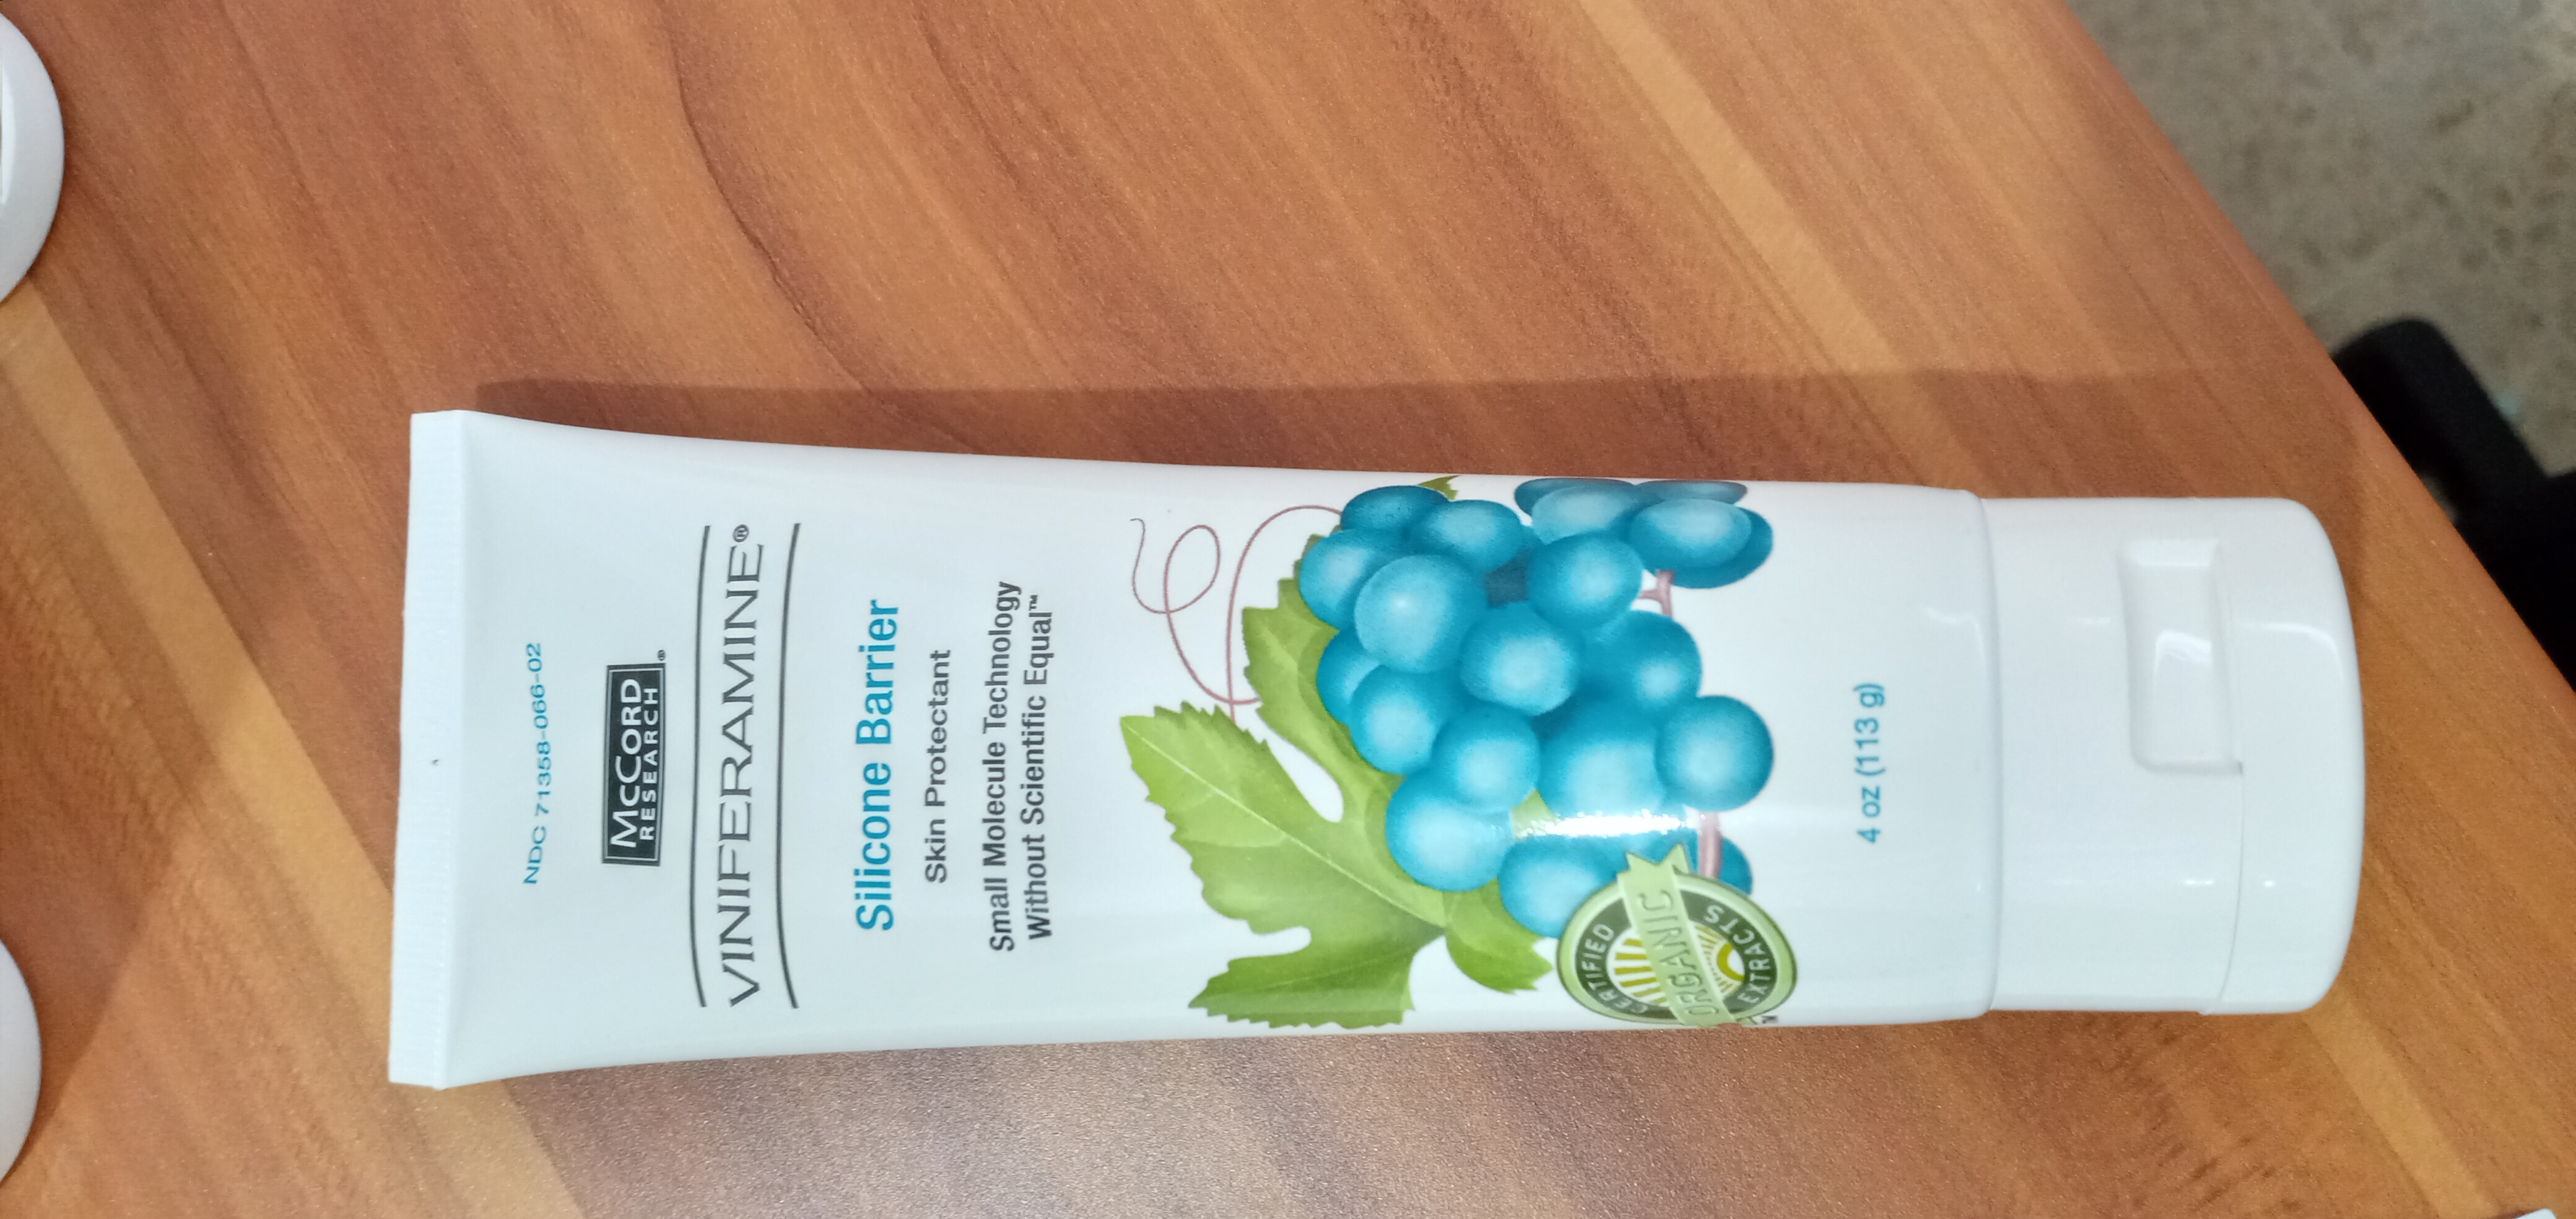 NDC 71358-066-02
McCORD
RESEARCH®
VINIFERAMINE®
Silicone Barrier
Skin Protectant
Small Molecule Technology
Without Scientific Equal™
CERTIFIED
ORGANIC
EXTRACTS
™
4 oz (113 g)